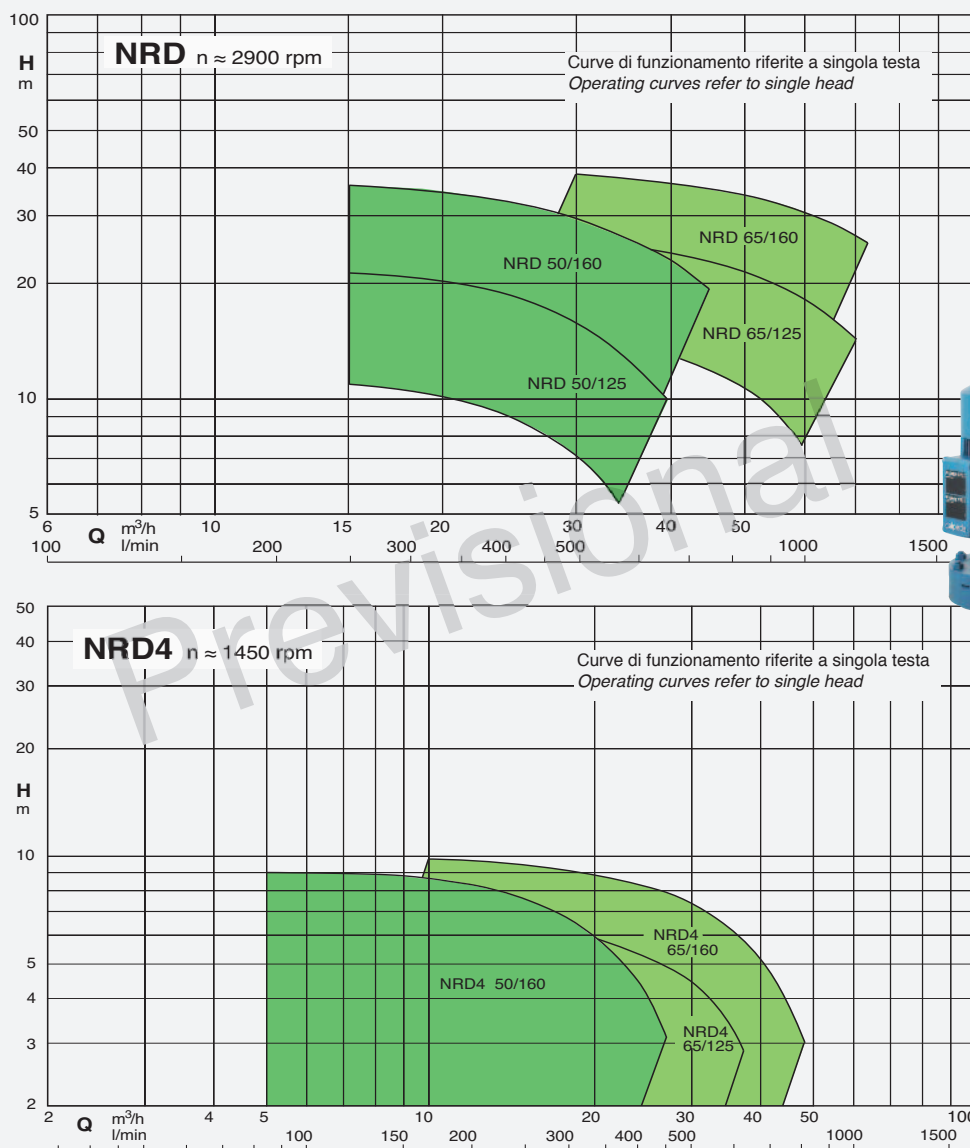 100
H
m
NRD n ≈ 2900 rpm
Curve di funzionamento riferite a singola testa
Operating curves refer to single head
50
40
30
20
10
5
NRD 65/160
NRD 50/160
NRD 65/125
NRD 50/125
6 10 15 20 30 40 50
Q m³/h
l/min
100 200 300 400 500 1000 1500
Previsional
50
NRD4 n ≈ 1450 rpm
Curve di funzionamento riferite a singola testa
Operating curves refer to single head
40
30
20
H
m
10
5
4
3
2
NRD4
65/160
NRD4 50/160
NRD4
65/125
2 4 5 10 20 30 40 50 100
Q m³/h
l/min
100 150 200 300 400 500 1000 1500